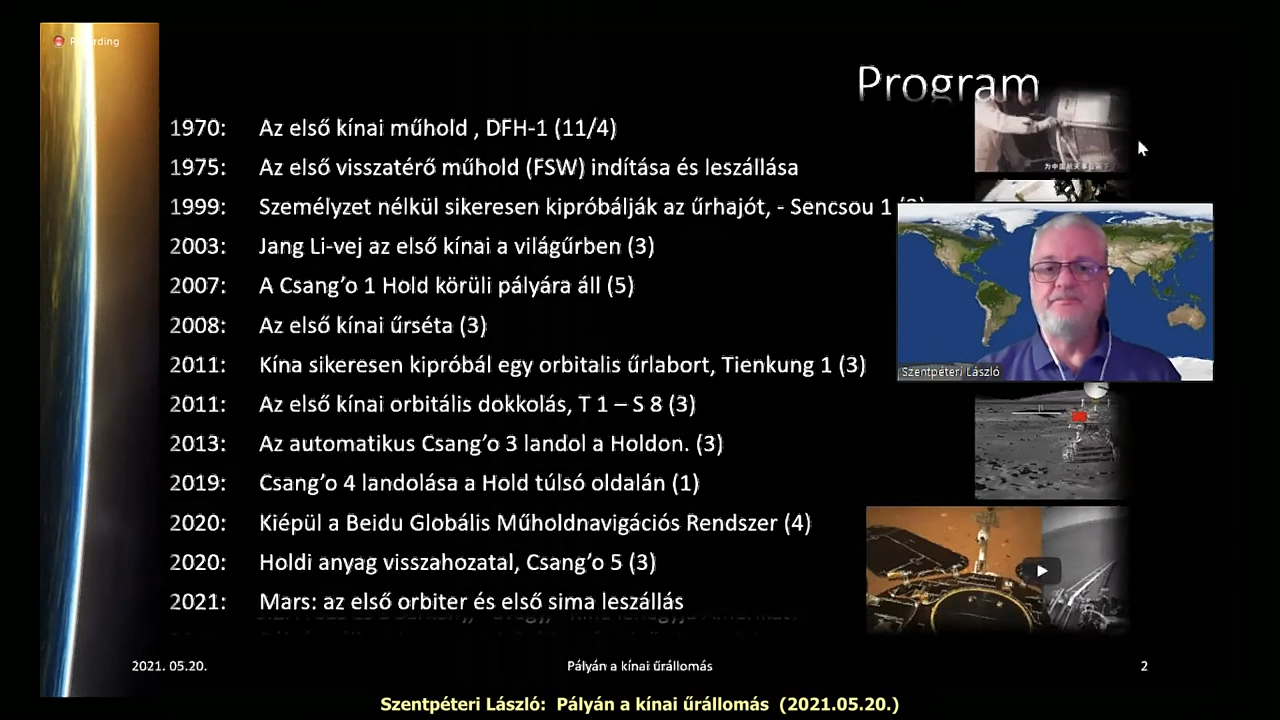 Recording
Program
1970: Az első kínai műhold , DFH-1 (11/4)
1975: Az első visszatérő műhold (FSW) indítása és leszállása
1999: Személyzet nélkül sikeresen kipróbálják az űrhajót, - Sencsou 1
2003: Jang Li-vej az első kínai a világűrben (3)
2007: A Csang’o 1 Hold körüli pályára áll (5)
2008: Az első kínai űrséta (3)
2011: Kína sikeresen kipróbál egy orbitalis űrlabort, Tienkung 1 (3)
2011: Az első kínai orbitális dokkolás, T 1 – S 8 (3)
2013: Az automatikus Csang’o 3 landol a Holdon. (3)
2019: Csang’o 4 landolása a Hold túlsó oldalán (1)
2020: Kiépül a Beidu Globális Műholdnavigációs Rendszer (4)
2020: Holdi anyag visszahozatal, Csang’o 5 (3)
2021: Mars: az első orbiter és első sima leszállás
Szentpéteri László
2021. 05.20.
Pályán a kínai űrállomás
2
Szentpéteri László: Pályán a kínai űrállomás (2021.05.20.)